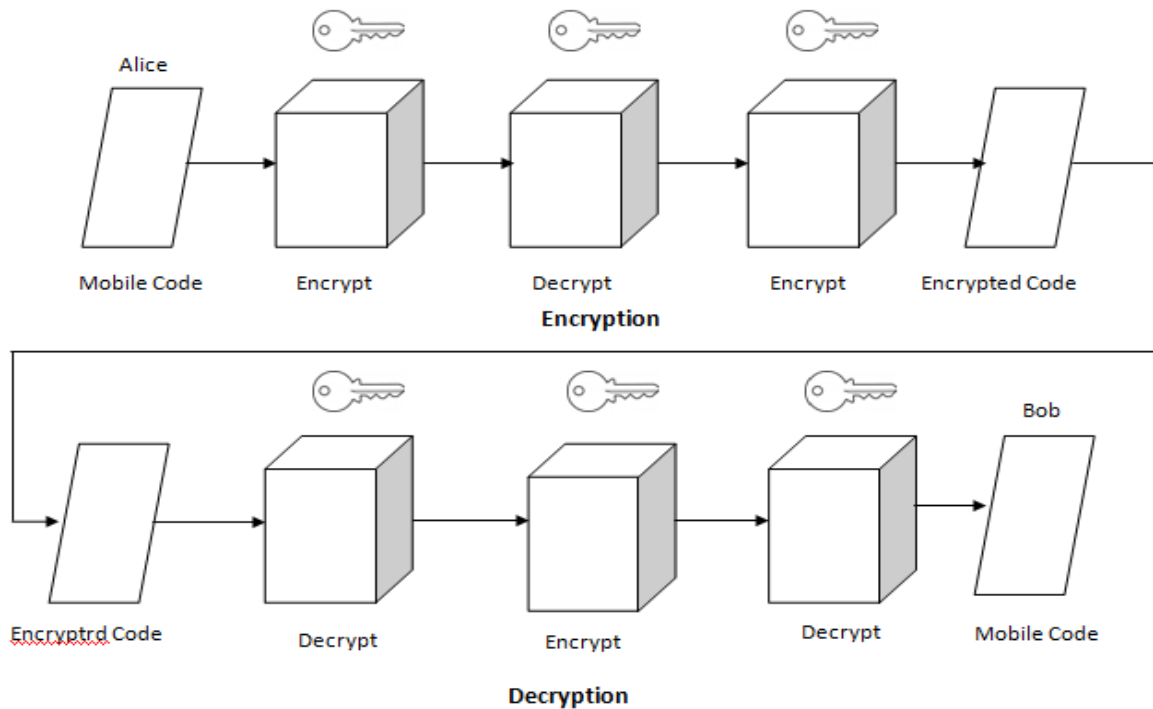 Alice
Mobile Code
Encrypt
Decrypt
Encrypt
Encrypted Code
Encryption
Bob
Encryptrd Code
Decrypt
Encrypt
Decrypt
Mobile Code
Decryption